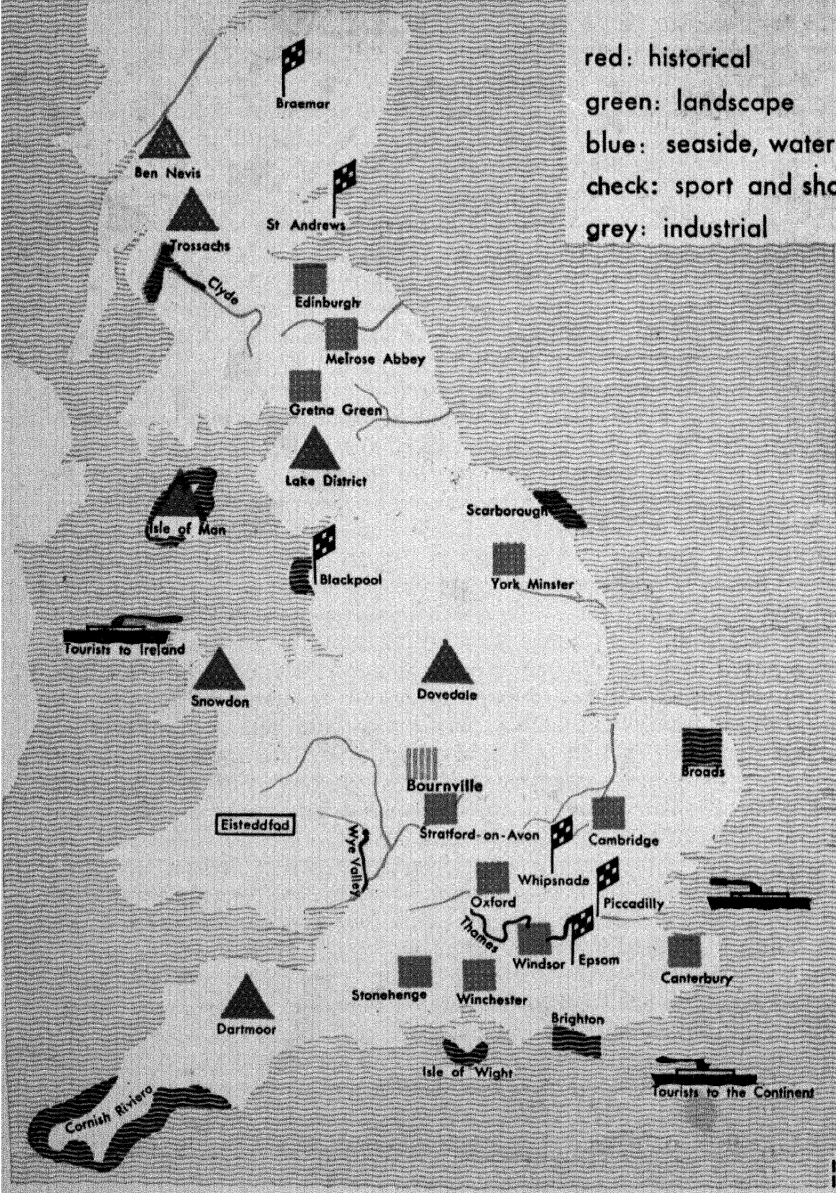 red: historical
green: landscape
blue: seaside, water
check: sport and
grey: industrial
Braemar
Ben Nevis
St Andrews
Trossachs
Clyde
Edinburgh
Melrose Abbey
Gretna Green
Lake District
Scarborough
Isle of Man
Blackpool
York Minster
Tourists to Ireland
Snowdon
Dovedale
Broads
Bournville
Eisteddfod
Stratford-on-Avon
Cambridge
Wye Valley
Whipsnade
Oxford
Piccadilly
Thames
Windsor
Epsom
Canterbury
Stonehenge
Winchester
Brighton
Dartmoor
Isle of Wight
Tourists to the Continent
Cornish Riviera